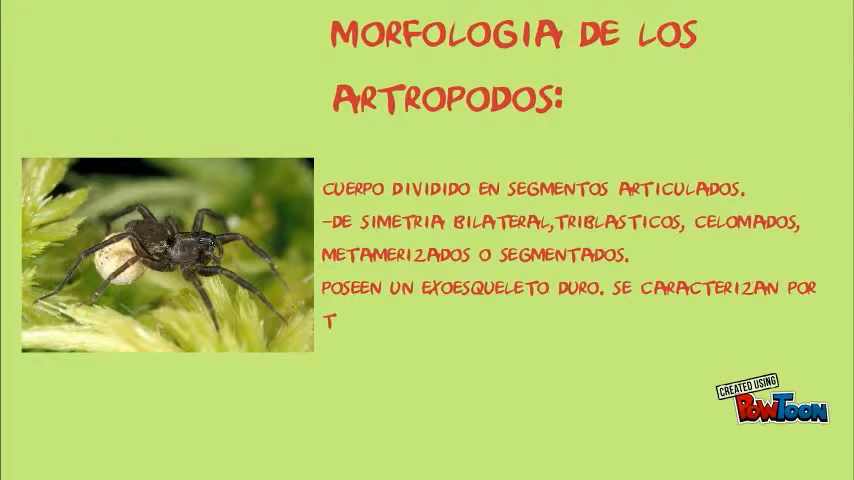 MORFOLOGIA DE LOS
ARTROPODOS:
CUERPO DIVIDIDO EN SEGMENTOS ARTICULADOS.
-DE SIMETRIA BILATERAL,TRIBLASTICOS, CELOMADOS,
METAMERIZADOS O SEGMENTADOS.
POSEEN UN EXOESQUELETO DURO. SE CARACTERIZAN POR
T
CREATED USING
POWTOON